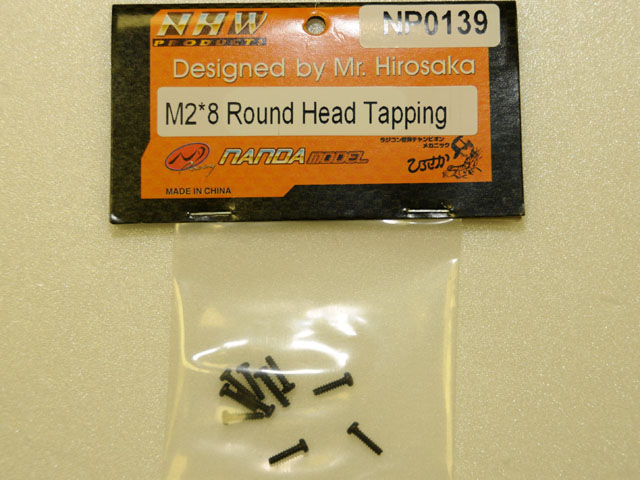 NHW
PRODUCTS
NP0139
Designed by Mr. Hirosaka
M2*8 Round Head Tapping
NANDA MODEL
ラジコン世界チャンピオン
メカニック
ひろさか
MADE IN CHINA